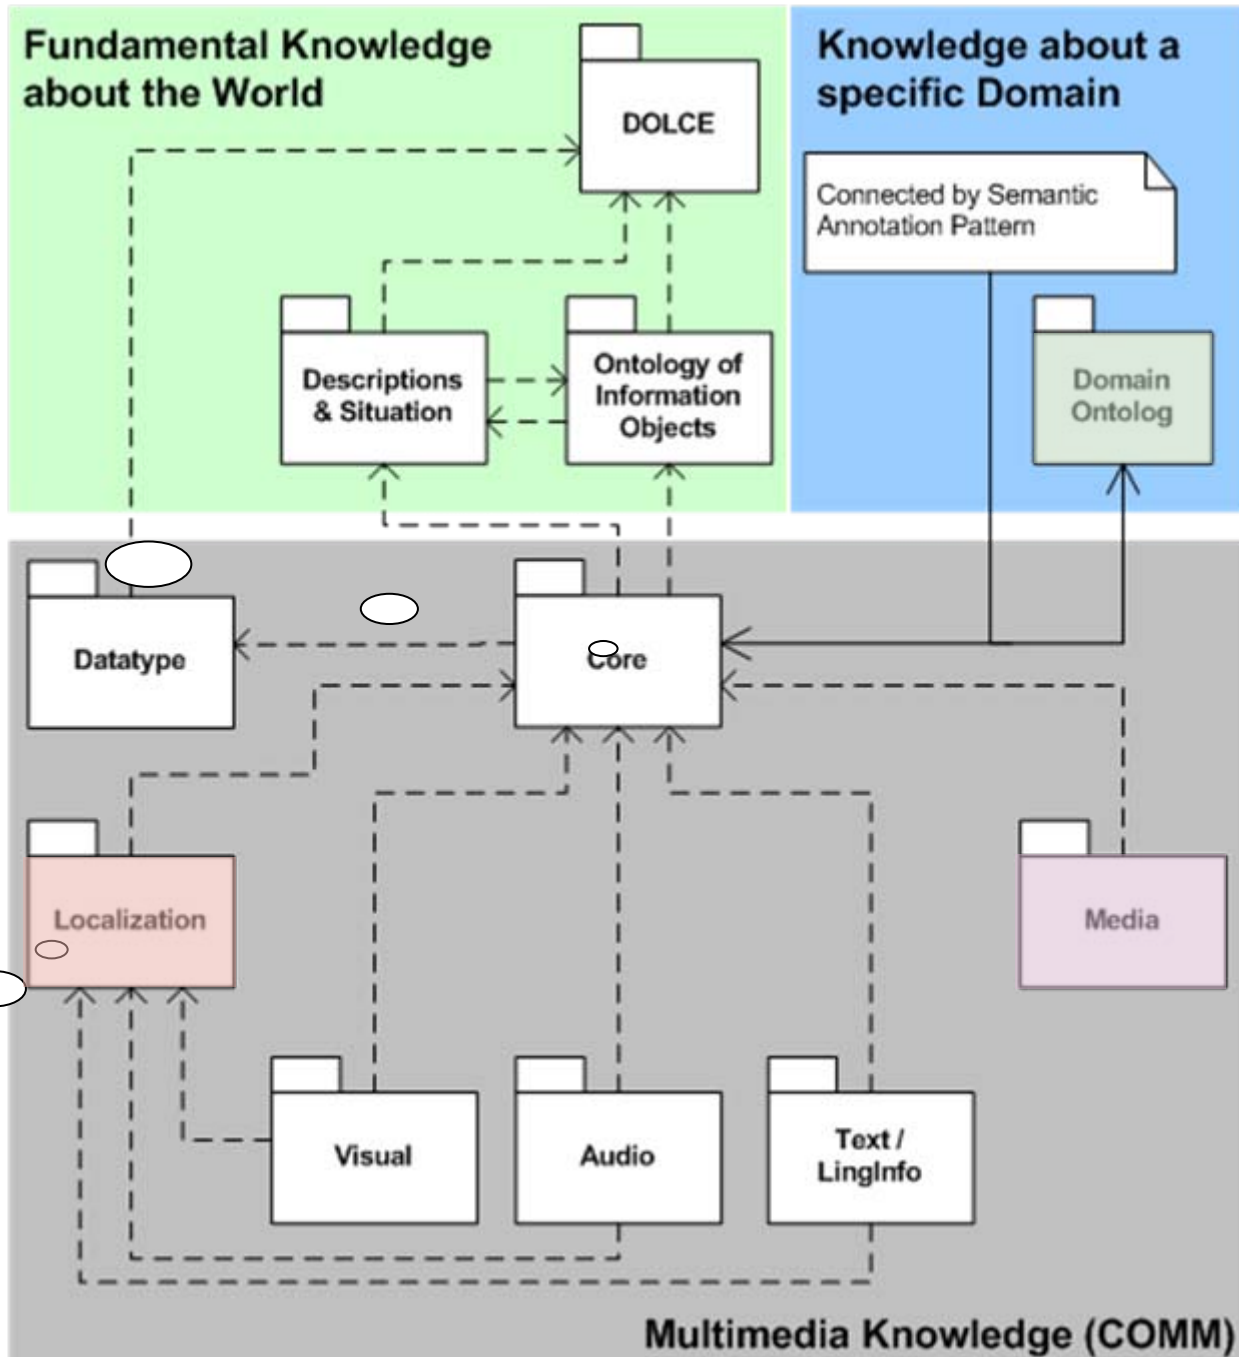 Fundamental Knowledge
about the World
DOLCE
Descriptions
& Situation
Ontology of
Information
Objects
Knowledge about a
specific Domain
Connected by Semantic
Annotation Pattern
Domain
Ontolog
Datatype
Core
Localization
Media
Visual
Audio
Text /
LingInfo
Multimedia Knowledge (COMM)